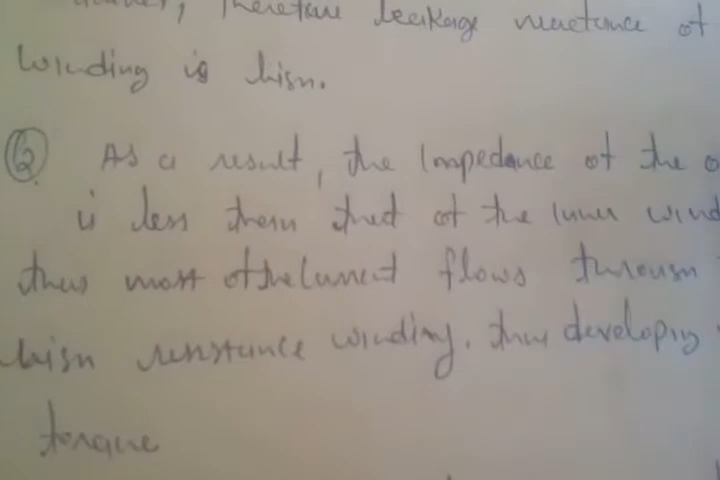 , Therefore leakage reactance of
winding is high.
(2) As a result, the Impedance of the o
is less than that of the inner wind
thus most of the current flows through
high resistance winding. thus developing
torque